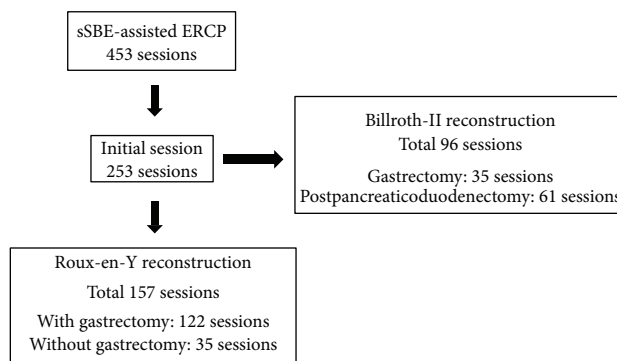 sSBE-assisted ERCP
453 sessions
Initial session
253 sessions
Billroth-II reconstruction
Total 96 sessions
Gastrectomy: 35 sessions
Postpancreaticoduodenectomy: 61 sessions
Roux-en-Y reconstruction
Total 157 sessions
With gastrectomy: 122 sessions
Without gastrectomy: 35 sessions